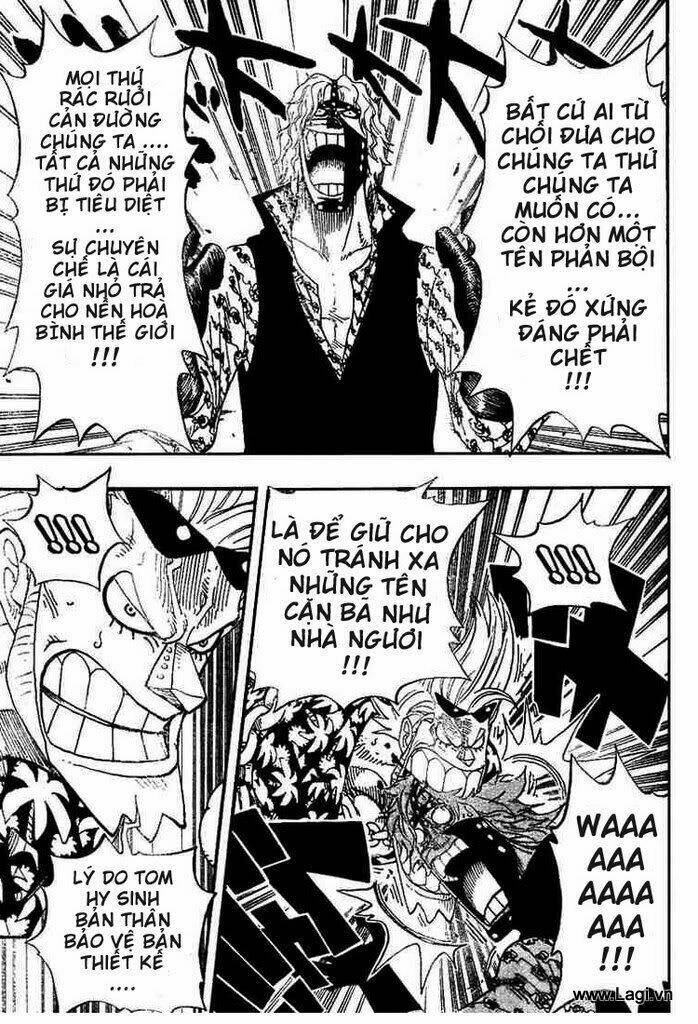 MOI THỨ
RÁC RƯỞI
CẢN ĐƯỜNG
CHÚNG TA ....
TẤT CẢ NHỮNG
THỨ ĐÓ PHẢI
BỊ TIÊU DIỆT
...
SỰ CHUYÊN
CHẾ LÀ CÁI
GIÁ NHỎ TRẢ
CHO NỀN HOÀ
BÌNH THẾ GIỚI
!!!
BẤT CỨ AI TỪ
CHỐI ĐƯA CHO
CHÚNG TA THỨ
CHÚNG TA
MUỐN CÓ...
CÒN HƠN MÔT
TÊN PHẢN BỘI
...
KẺ ĐÓ XỨNG
ĐÁNG PHẢI
CHẾT
!!!
!!!
LÝ DO TOM
HY SINH
BẢN THÂN
BẢO VỆ BẢN
THIẾT KẾ
....
LÀ ĐỂ GIỮ CHO
NÓ TRÁNH XA
NHỮNG TÊN
CẶN BÃ NHƯ
NHÀ NGƯƠI
!!!
!!!
WAAA
AAA
AAAA
AAA
!!!
www.Lagi.vn